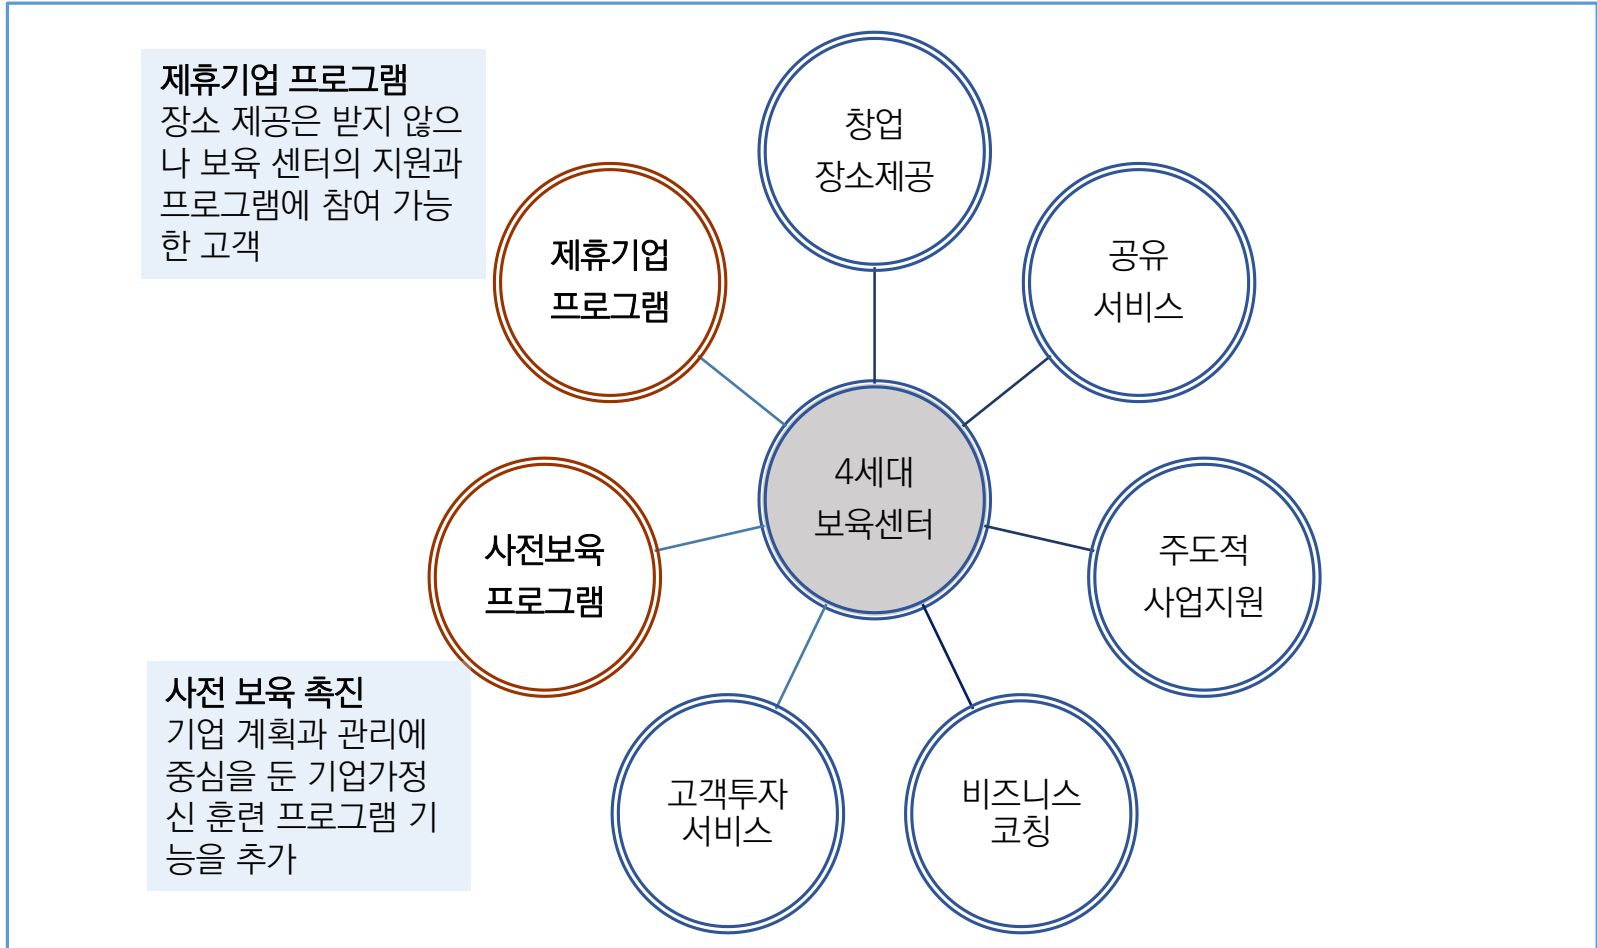 제휴기업 프로그램
장소 제공은 받지 않으
나 보육 센터의 지원과
프로그램에 참여 가능
한 고객
창업
장소제공
제휴기업
프로그램
공유
서비스
4세대
보육센터
사전보육
프로그램
주도적
사업지원
사전 보육 촉진
기업 계획과 관리에
중심을 둔 기업가정
신 훈련 프로그램 기
능을 추가
고객투자
서비스
비즈니스
코칭